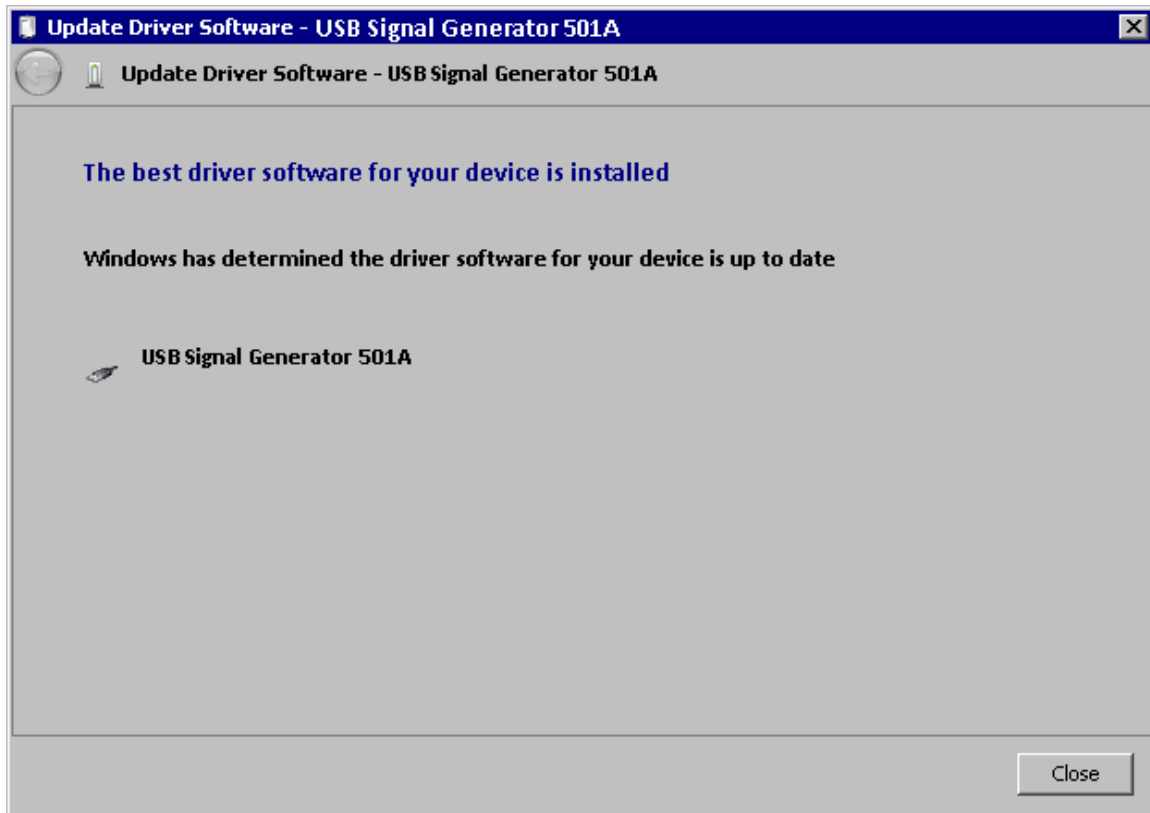 Update Driver Software - USB Signal Generator 501A
Update Driver Software - USB Signal Generator 501A
The best driver software for your device is installed
Windows has determined the driver software for your device is up to date
USB Signal Generator 501A
Close